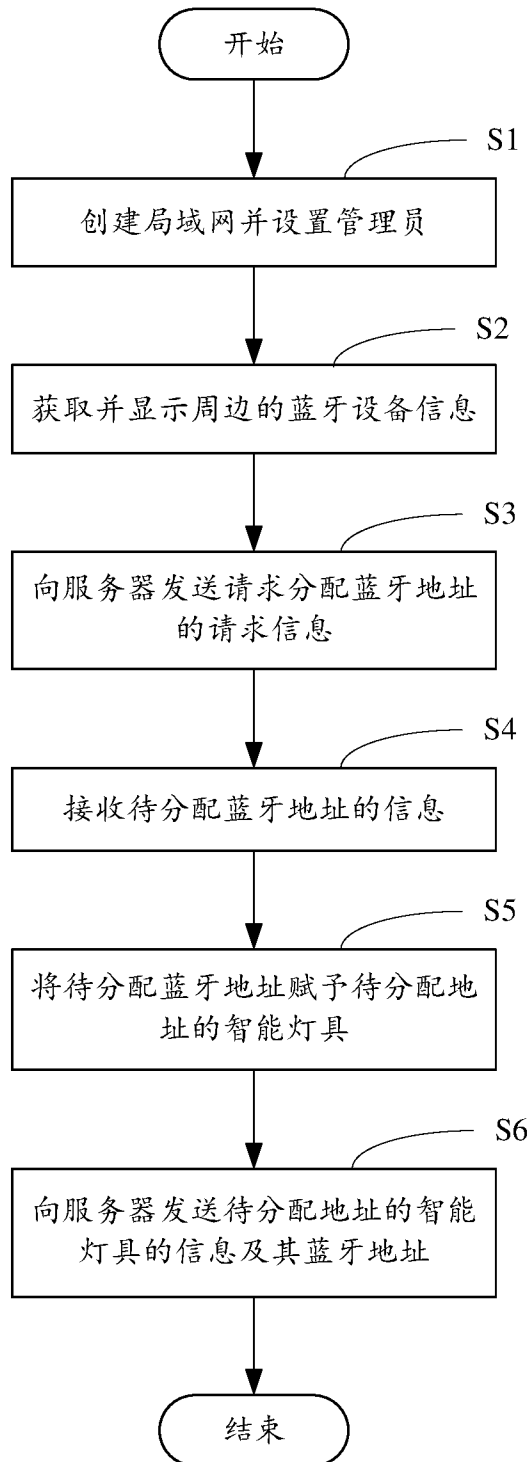 开始
S1
创建局域网并设置管理员
S2
获取并显示周边的蓝牙设备信息
S3
向服务器发送请求分配蓝牙地址
的请求信息
S4
接收待分配蓝牙地址的信息
S5
将待分配蓝牙地址赋予待分配地
址的智能灯具
S6
向服务器发送待分配地址的智能
灯具的信息及其蓝牙地址
结束